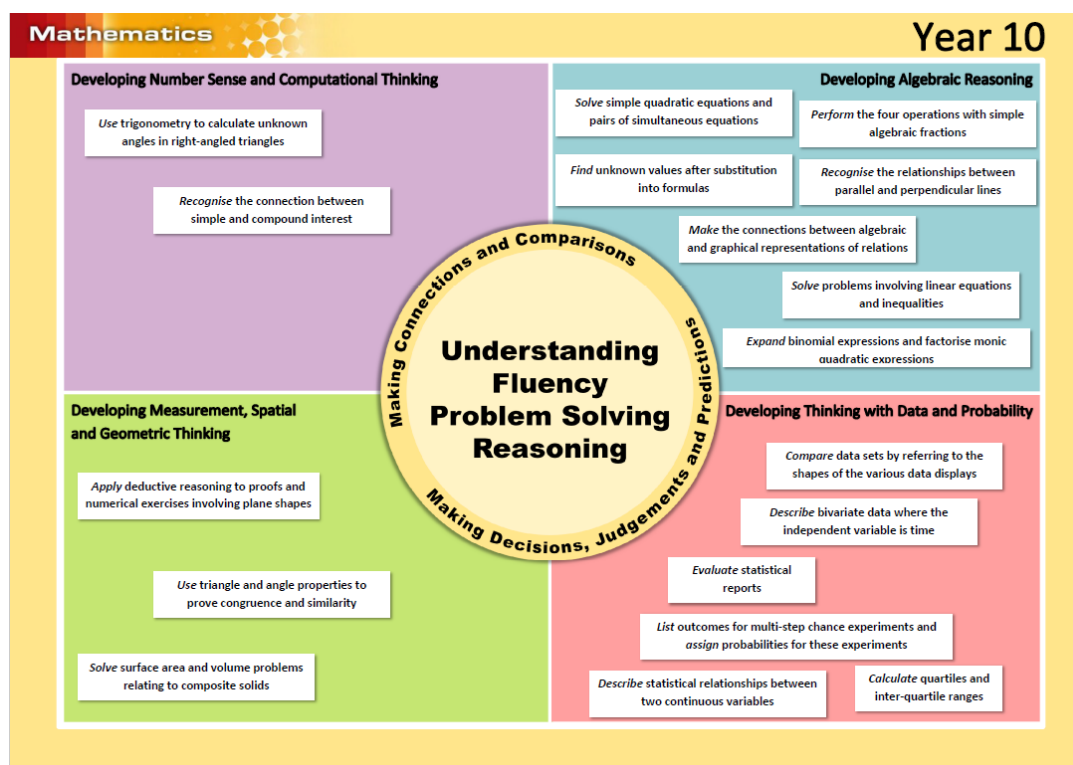 Mathematics
Year 10
Developing Number Sense and Computational Thinking
Use trigonometry to calculate unknown
angles in right-angled triangles
Recognise the connection between
simple and compound interest
Developing Algebraic Reasoning
Solve simple quadratic equations and
pairs of simultaneous equations
Perform the four operations with simple
algebraic fractions
Find unknown values after substitution
into formulas
Recognise the relationships between
parallel and perpendicular lines
Make the connections between algebraic
and graphical representations of relations
Solve problems involving linear equations
and inequalities
Expand binomial expressions and factorise monic
quadratic expressions
Making Connections and Comparisons
Understanding
Fluency
Problem Solving
Reasoning
Making Decisions, Judgements and Predictions
Developing Measurement, Spatial
and Geometric Thinking
Apply deductive reasoning to proofs and
numerical exercises involving plane shapes
Use triangle and angle properties to
prove congruence and similarity
Solve surface area and volume problems
relating to composite solids
Developing Thinking with Data and Probability
Compare data sets by referring to the
shapes of the various data displays
Describe bivariate data where the
independent variable is time
Evaluate statistical
reports
List outcomes for multi-step chance experiments and
assign probabilities for these experiments
Describe statistical relationships between
two continuous variables
Calculate quartiles and
inter-quartile ranges